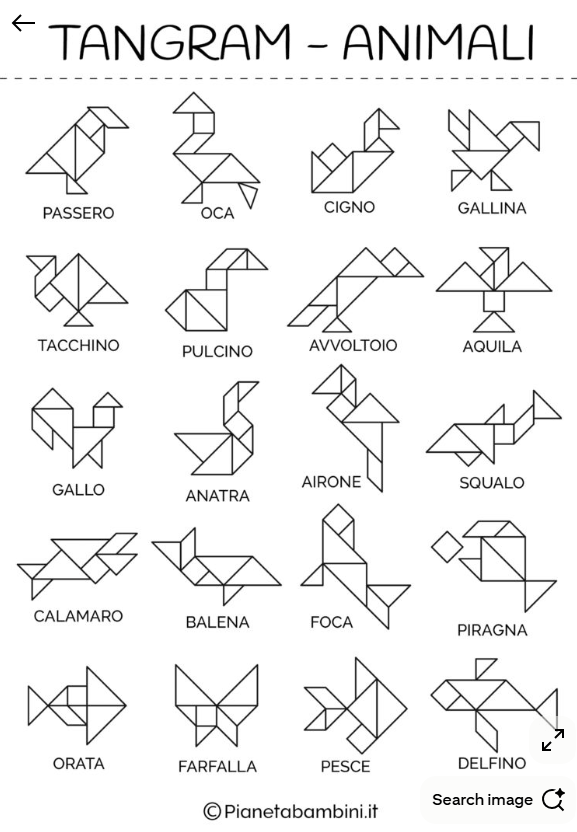 TANGRAM - ANIMALI
PASSERO
OCA
CIGNO
GALLINA
TACCHINO
PULCINO
AVVOLTOIO
AQUILA
GALLO
ANATRA
AIRONE
SQUALO
CALAMARO
BALENA
FOCA
PIRAGNA
ORATA
FARFALLA
PESCE
DELFINO
Search image
©Pianetabambini.it